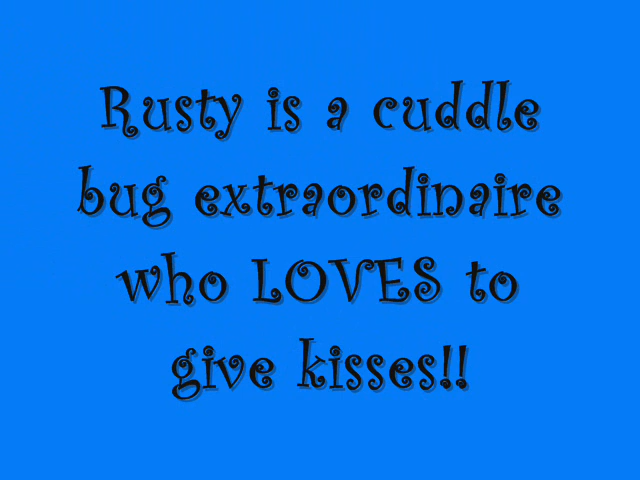 Rusty is a cuddle
bug extraordinaire
who LOVES to
give kisses!!